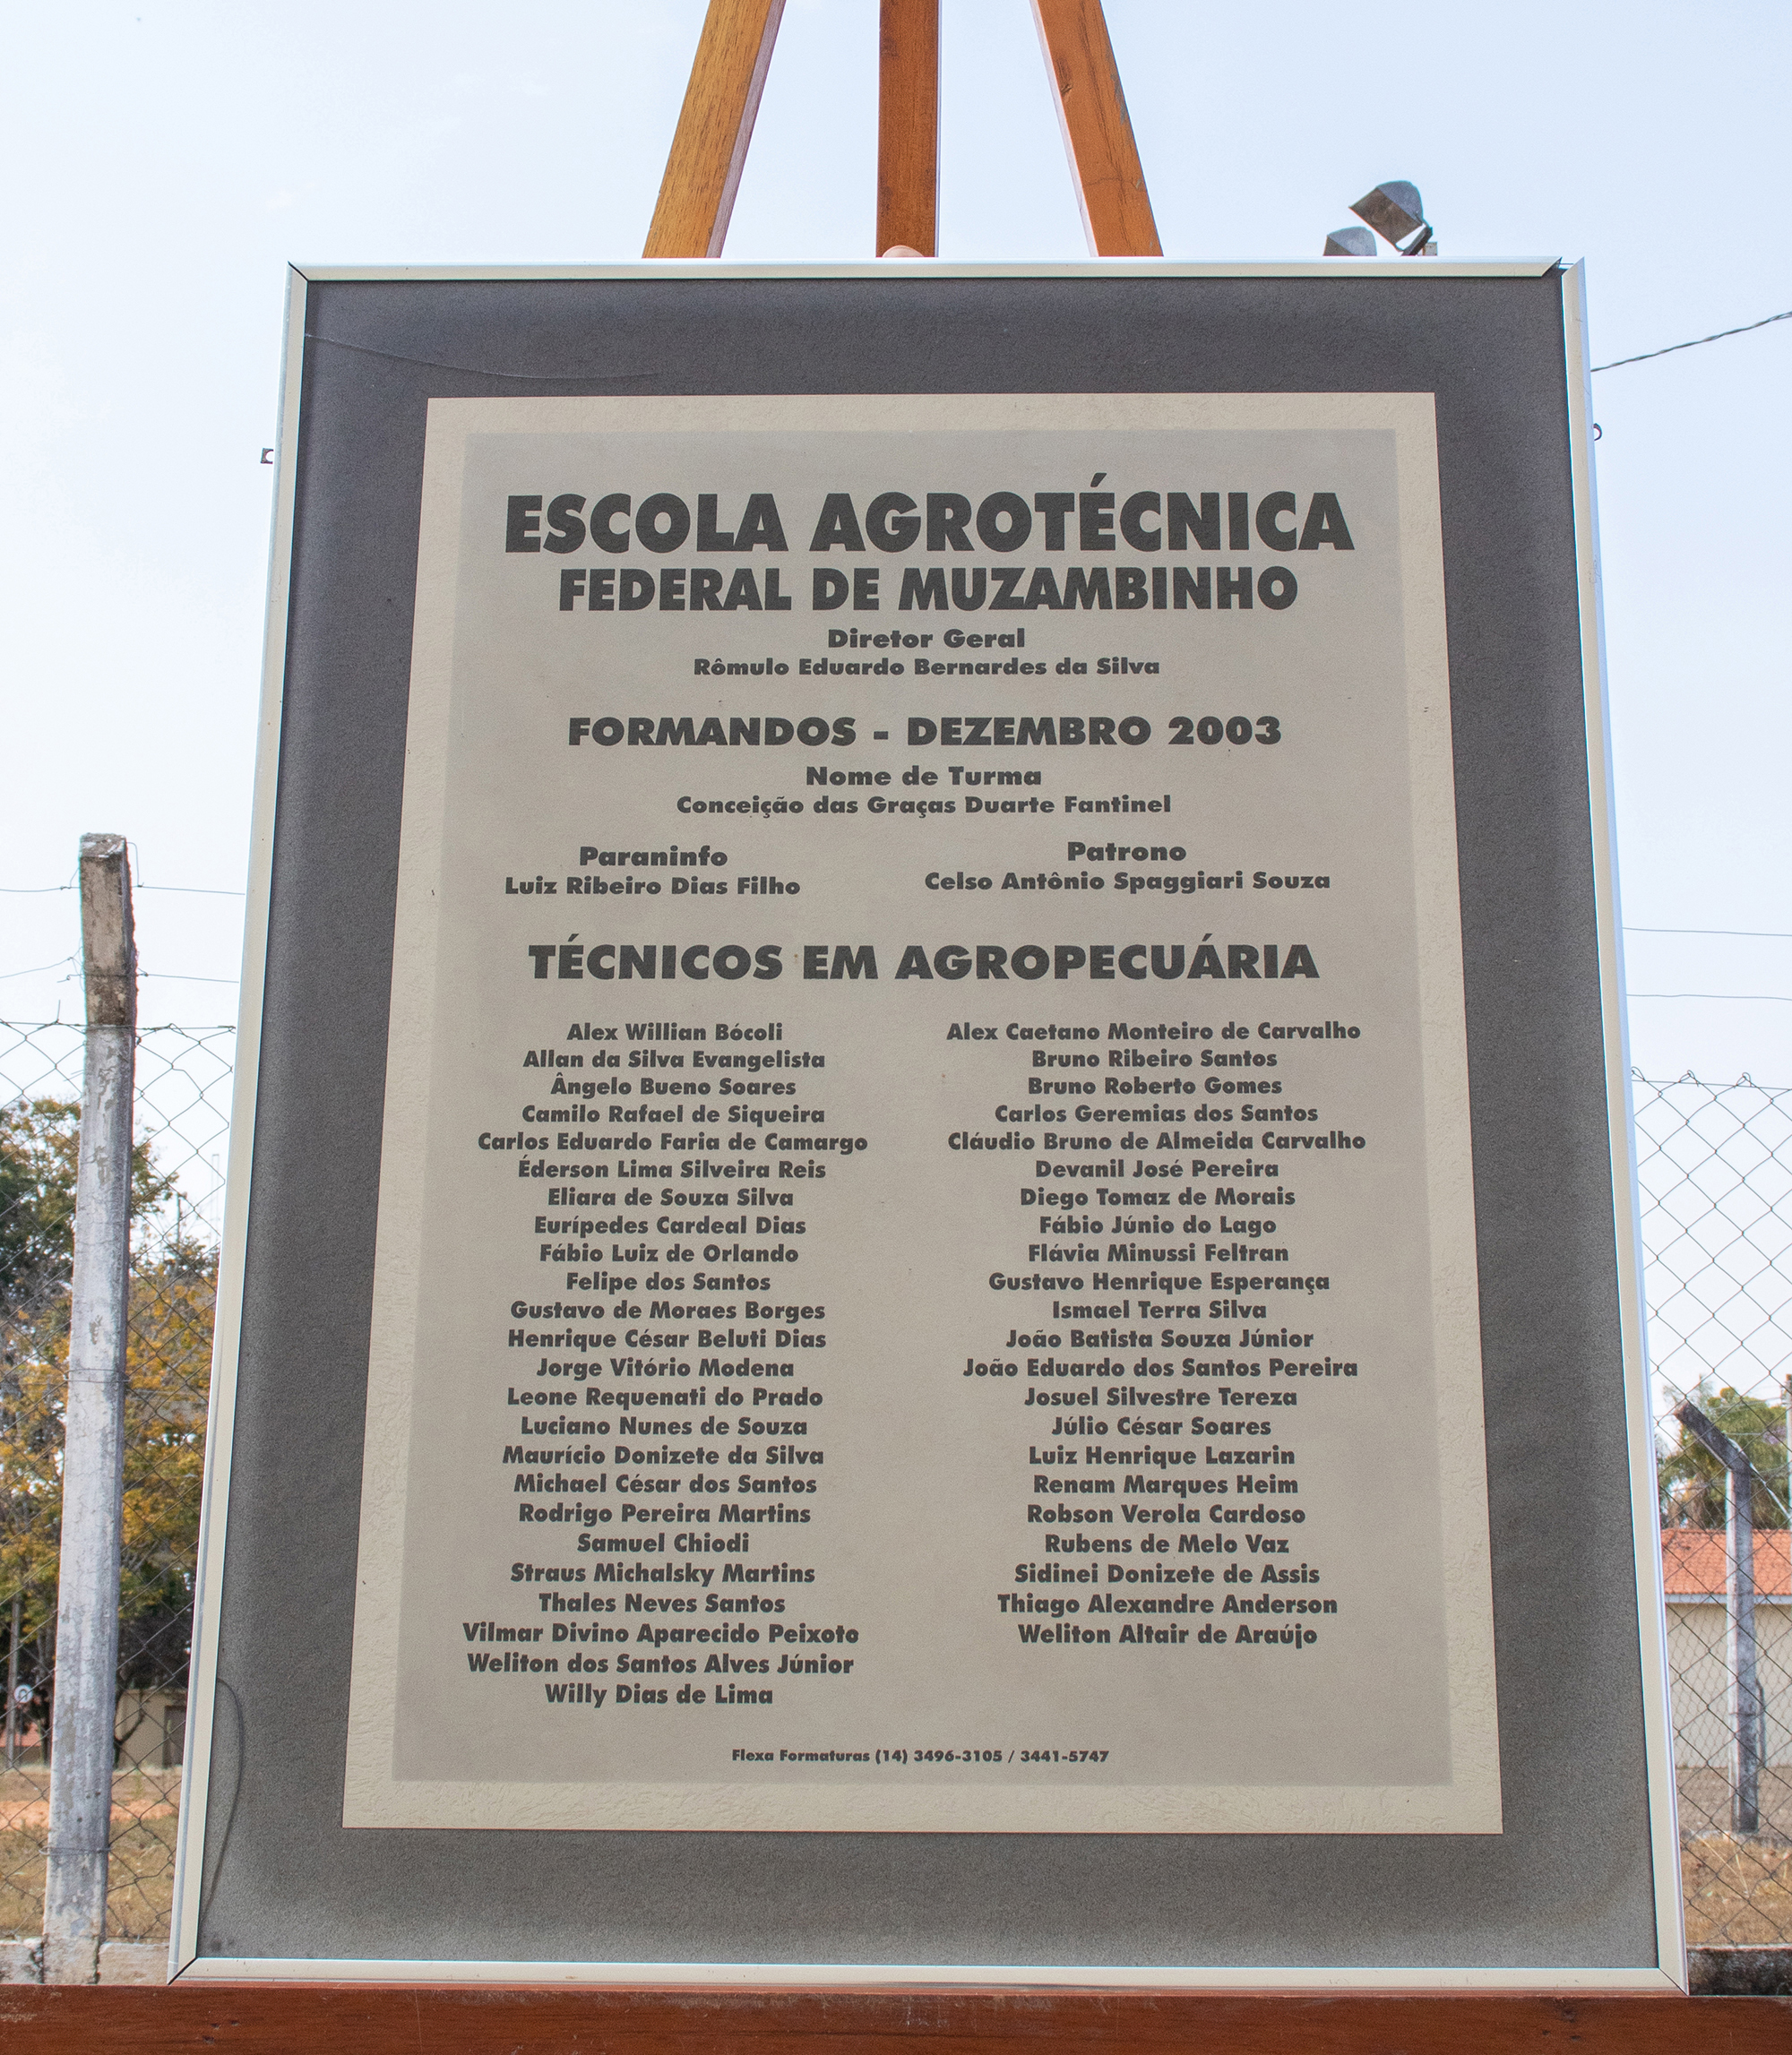 ESCOLA AGROTÉCNICA
FEDERAL DE MUZAMBINHO
Diretor Geral
Rômulo Eduardo Bernardes da Silva
FORMANDOS - DEZEMBRO 2003
Nome de Turma
Conceição das Graças Duarte Fantinel
Paraninfo
Luiz Ribeiro Dias Filho
Patrono
Celso Antônio Spaggiari Souza
TÉCNICOS EM AGROPECUÁRIA
Alex Willian Bócoli
Allan da Silva Evangelista
Ângelo Bueno Soares
Camilo Rafael de Siqueira
Carlos Eduardo Faria de Camargo
Éderson Lima Silveira Reis
Eliara de Souza Silva
Eurípedes Cardeal Dias
Fábio Luiz de Orlando
Felipe dos Santos
Gustavo de Moraes Borges
Henrique César Beluti Dias
Jorge Vitório Modena
Leone Requenati do Prado
Luciano Nunes de Souza
Maurício Donizete da Silva
Michael César dos Santos
Rodrigo Pereira Martins
Samuel Chiodi
Straus Michalsky Martins
Thales Neves Santos
Vilmar Divino Aparecido Peixoto
Weliton dos Santos Alves Júnior
Willy Dias de Lima
Alex Caetano Monteiro de Carvalho
Bruno Ribeiro Santos
Bruno Roberto Gomes
Carlos Geremias dos Santos
Cláudio Bruno de Almeida Carvalho
Devanil José Pereira
Diego Tomaz de Morais
Fábio Júnio do Lago
Flávia Minussi Feltran
Gustavo Henrique Esperança
Ismael Terra Silva
João Batista Souza Júnior
João Eduardo dos Santos Pereira
Josuel Silvestre Tereza
Júlio César Soares
Luiz Henrique Lazarin
Renam Marques Heim
Robson Verola Cardoso
Rubens de Melo Vaz
Sidinei Donizete de Assis
Thiago Alexandre Anderson
Weliton Altair de Araújo
Flexa Formaturas (14) 3496-3105 / 3441-5747